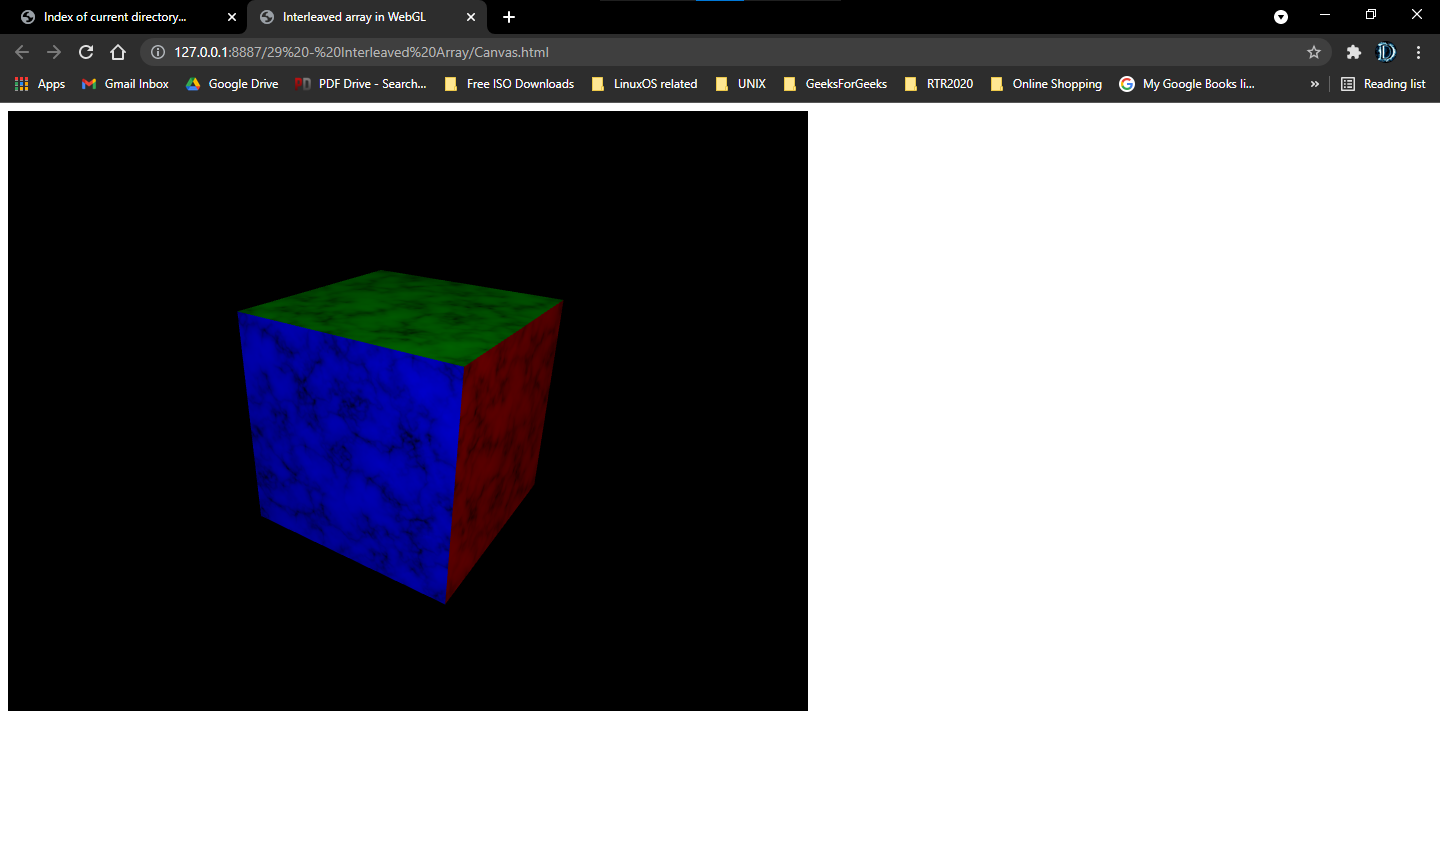 Index of current directory...
Interleaved array in WebGL
127.0.0.1:8887/29%20-%20Interleaved%20Array/Canvas.html
Apps Gmail Inbox Google Drive PDF Drive - Search... Free ISO Downloads LinuxOS related UNIX GeeksForGeeks RTR2020 Online Shopping My Google Books li... » Reading list